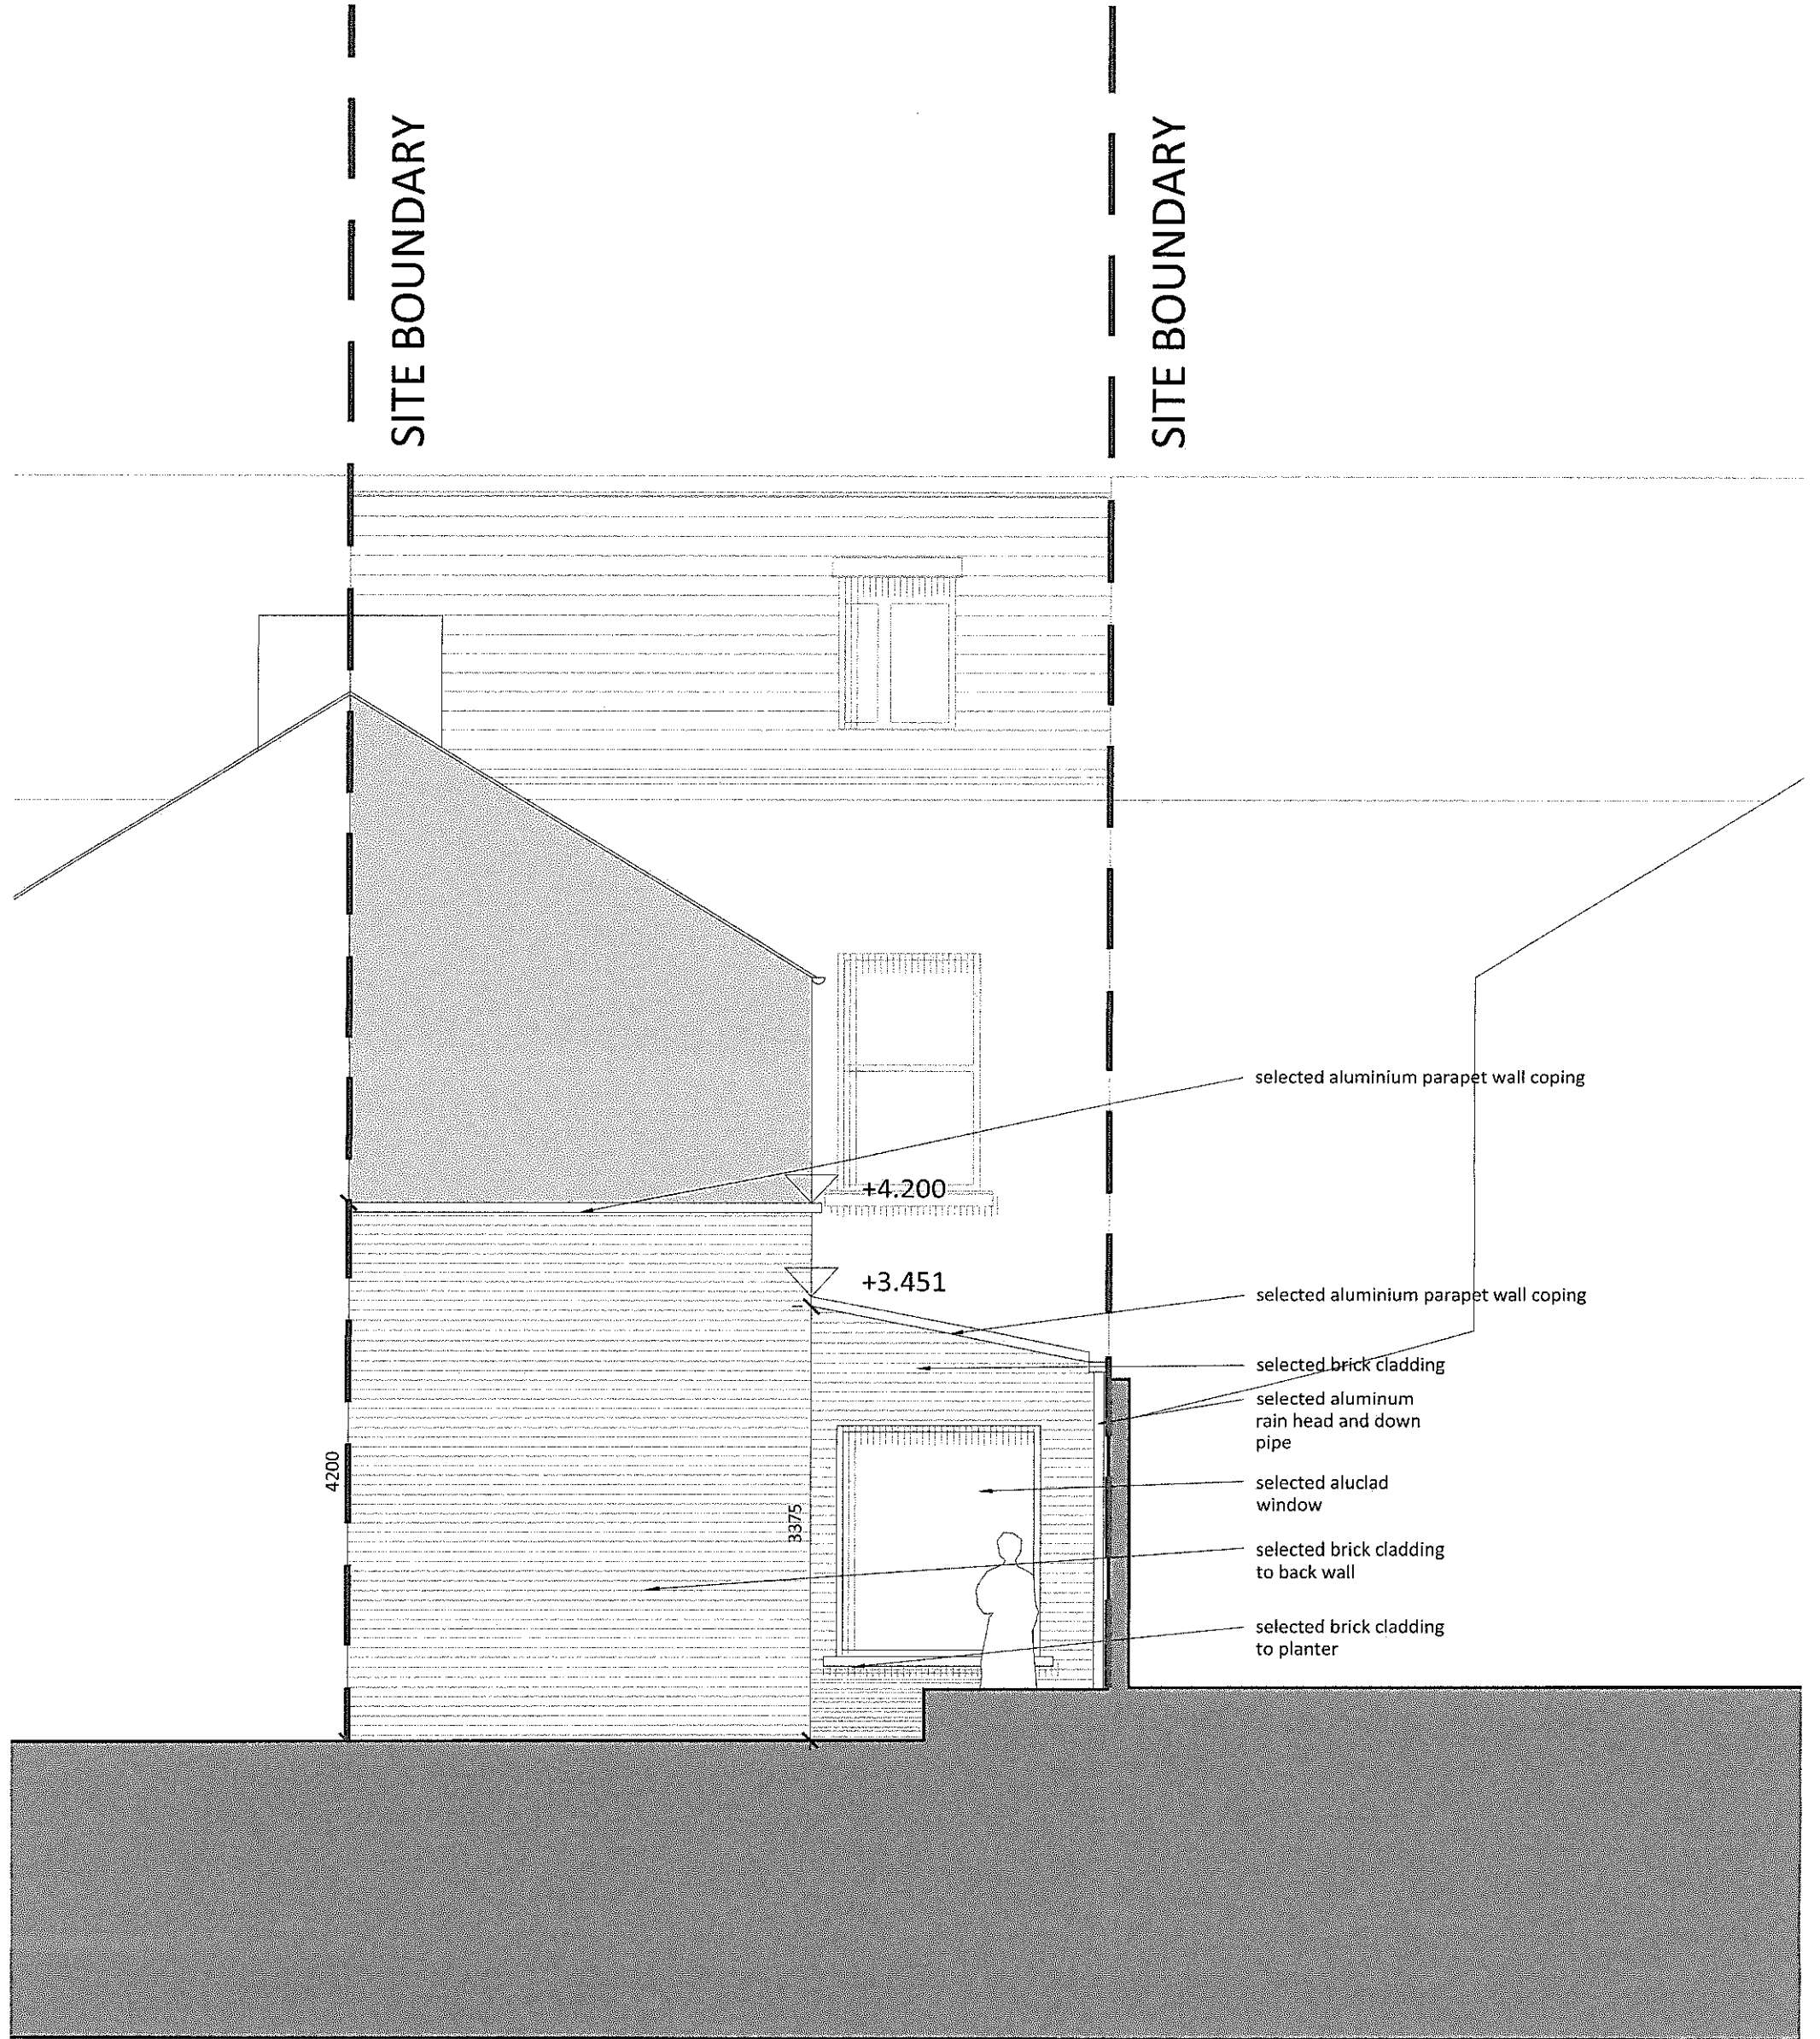 SITE BOUNDARY
SITE BOUNDARY
selected aluminium parapet wall coping
+4.200
+3.451
selected aluminium parapet wall coping
selected brick cladding
selected aluminum
rain head and down
pipe
4200
selected aluclad
window
3375
selected brick cladding
to back wall
selected brick cladding
to planter